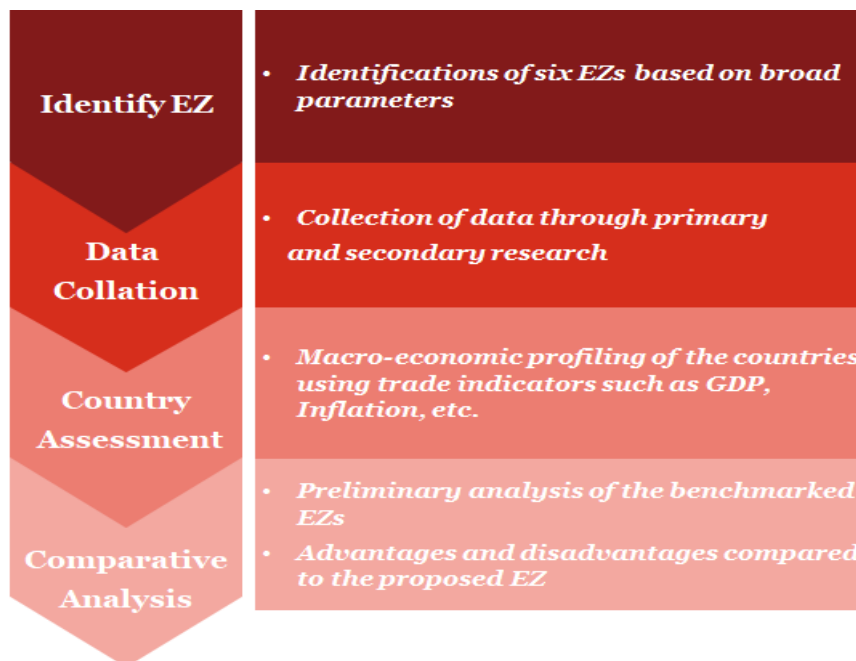 Identify EZ
• Identifications of six EZs based on broad
parameters
Data
Collation
• Collection of data through primary
and secondary research
Country
Assessment
• Macro-economic profiling of the countries
using trade indicators such as GDP,
Inflation, etc.
Comparative
Analysis
• Preliminary analysis of the benchmarked
EZs
• Advantages and disadvantages compared
to the proposed EZ